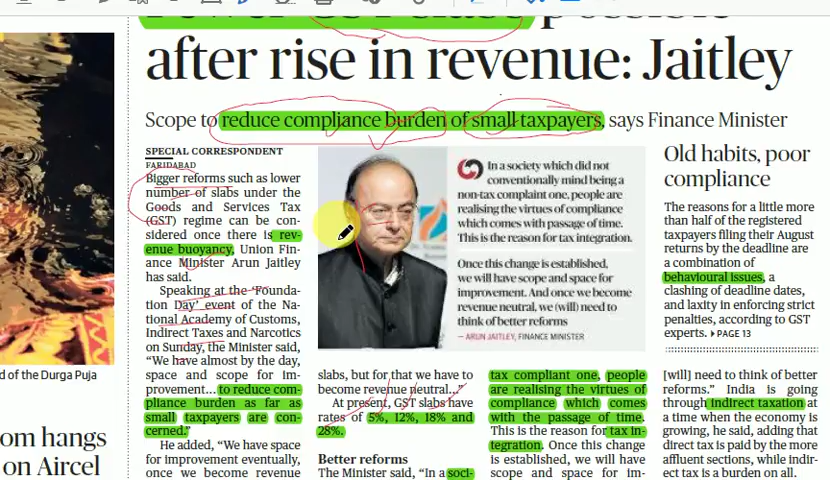 Fewer GST slabs possible
after rise in revenue: Jaitley
Scope to reduce compliance burden of small taxpayers, says Finance Minister
SPECIAL CORRESPONDENT
FARIDABAD
Bigger reforms such as lower
number of slabs under the
Goods and Services Tax
(GST) regime can be con-
sidered once there is rev-
enue buoyancy, Union Fin-
ance Minister Arun Jaitley
has said.
Speaking at the ‘Founda-
tion Day’ event of the Na-
tional Academy of Customs,
Indirect Taxes and Narcotics
on Sunday, the Minister said,
“We have almost by the day,
space and scope for im-
provement... to reduce com-
pliance burden as far as
small taxpayers are con-
cerned.”
He added, “We have space
for improvement eventually,
once we become revenue
In a society which did not
conventionally mind being a
non-tax complaint one, people are
realising the virtues of compliance
which comes with passage of time.
This is the reason for tax integration.
Once this change is established,
we will have scope and space for
improvement. And once we become
revenue neutral, we (will) need to
think of better reforms
— ARUN JAITLEY, FINANCE MINISTER
slabs, but for that we have to
become revenue neutral...”
At present, GST slabs have
rates of 5%, 12%, 18% and
28%.
Better reforms
The Minister said, “In a soci-
tax compliant one, people
are realising the virtues of
compliance which comes
with the passage of time.
This is the reason for tax in-
tegration. Once this change
is established, we will have
scope and space for im-
Old habits, poor
compliance
The reasons for a little more
than half of the registered
taxpayers filing their August
returns by the deadline are
a combination of
behavioural issues, a
clashing of deadline dates,
and laxity in enforcing strict
penalties, according to GST
experts. ▸ PAGE 13
[will] need to think of better
reforms.” India is going
through indirect taxation at
a time when the economy is
growing, he said, adding that
direct tax is paid by the more
affluent sections, while indir-
ect tax is a burden on all.
d of the Durga Puja
om hangs
on Aircel